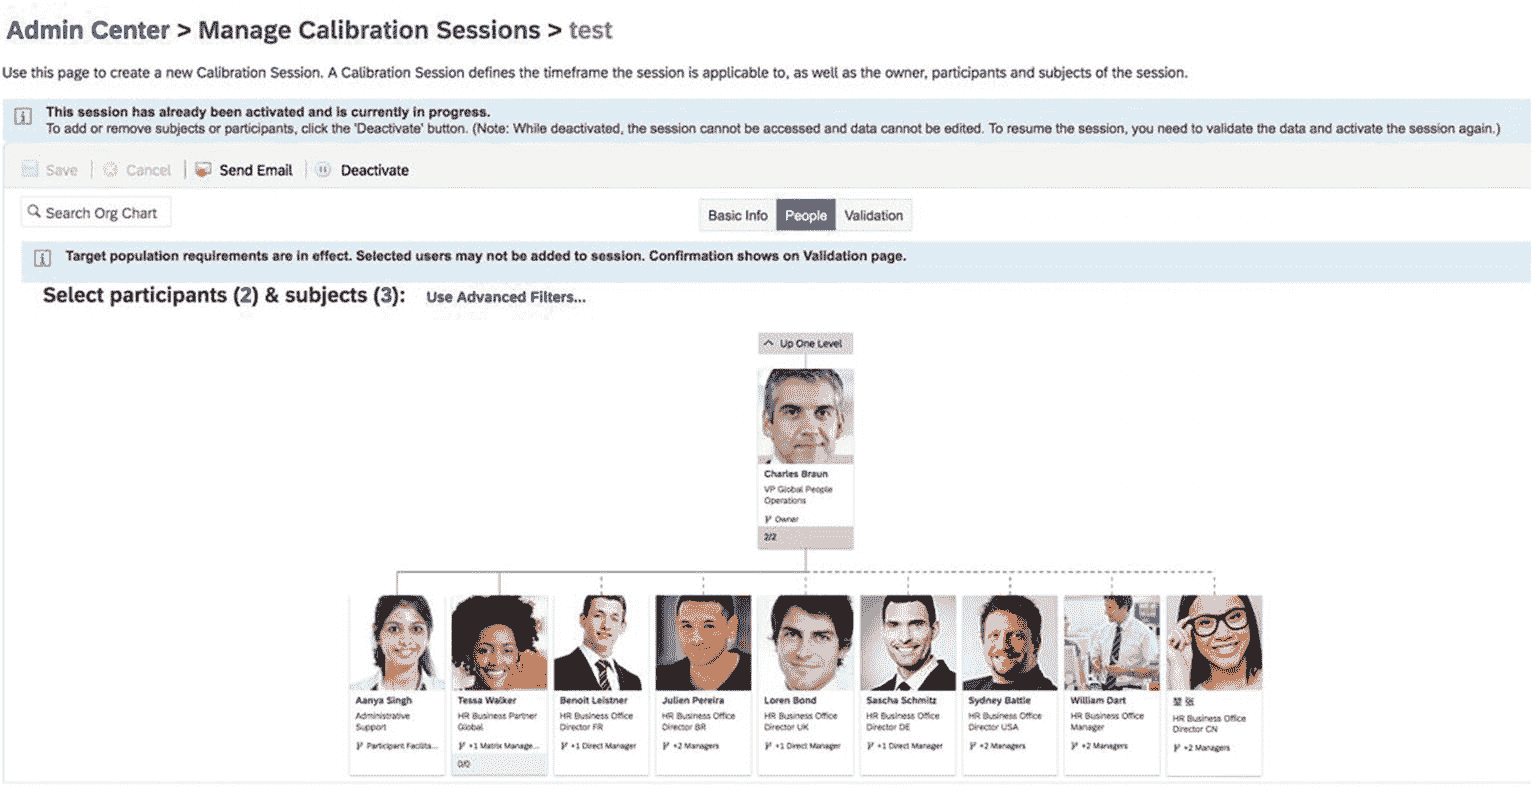 Admin Center > Manage Calibration Sessions > test
Use this page to create a new Calibration Session. A Calibration Session defines the timeframe the session is applicable to, as well as the owner, participants and subjects of the session.
This session has already been activated and is currently in progress.
To add or remove subjects or participants, click the 'Deactivate' button. (Note: While deactivated, the session cannot be accessed and data cannot be edited. To resume the session, you need to validate the data and activate the session again.)
Save Cancel Send Email Deactivate
Search Org Chart Basic Info People Validation
Target population requirements are in effect. Selected users may not be added to session. Confirmation shows on Validation page.
Select participants (2) & subjects (3): Use Advanced Filters...
Up One Level
Charles Braun
VP Global People
Operations
Owner
2/2
Aanya Singh
Administrative
Support
Participant Facilita...
Tessa Walker
HR Business Partner
Global
+1 Matrix Manage...
0/0
Benoit Leistner
HR Business Office
Director FR
+1 Direct Manager
Julien Pereira
HR Business Office
Director BR
+2 Managers
Loren Bond
HR Business Office
Director UK
+1 Direct Manager
Sascha Schmitz
HR Business Office
Director DE
+1 Direct Manager
Sydney Battle
HR Business Office
Director USA
+2 Managers
William Dart
HR Business Office
Manager
+2 Managers
张
HR Business Office
Director CN
+2 Managers